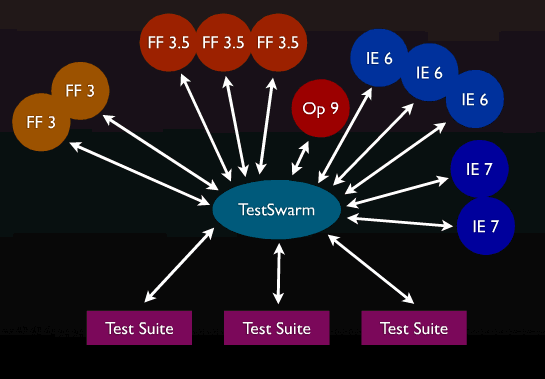 FF 3.5 FF 3.5 FF 3.5
IE 6
IE 6
IE 6
FF 3
FF 3
Op 9
IE 7
IE 7
TestSwarm
Test Suite Test Suite Test Suite